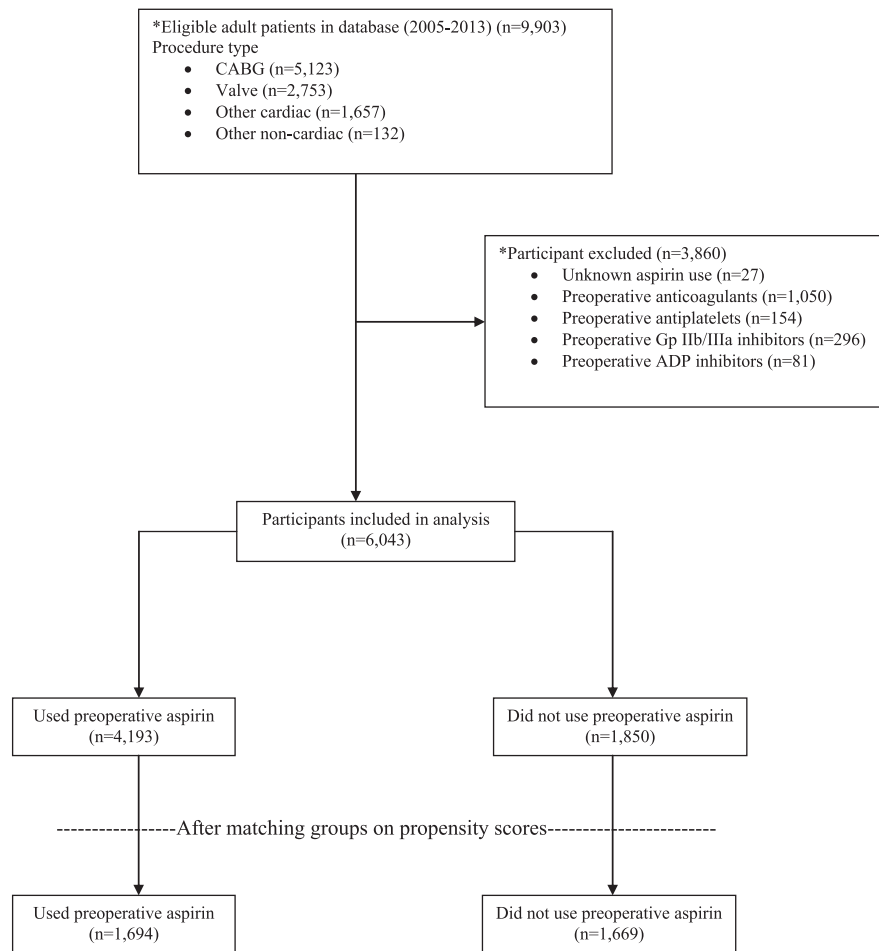 *Eligible adult patients in database (2005-2013) (n=9,903)
Procedure type
• CABG (n=5,123)
• Valve (n=2,753)
• Other cardiac (n=1,657)
• Other non-cardiac (n=132)
*Participant excluded (n=3,860)
• Unknown aspirin use (n=27)
• Preoperative anticoagulants (n=1,050)
• Preoperative antiplatelets (n=154)
• Preoperative Gp IIb/IIIa inhibitors (n=296)
• Preoperative ADP inhibitors (n=81)
Participants included in analysis
(n=6,043)
Used preoperative aspirin
(n=4,193)
Did not use preoperative aspirin
(n=1,850)
After matching groups on propensity scores
Used preoperative aspirin
(n=1,694)
Did not use preoperative aspirin
(n=1,669)